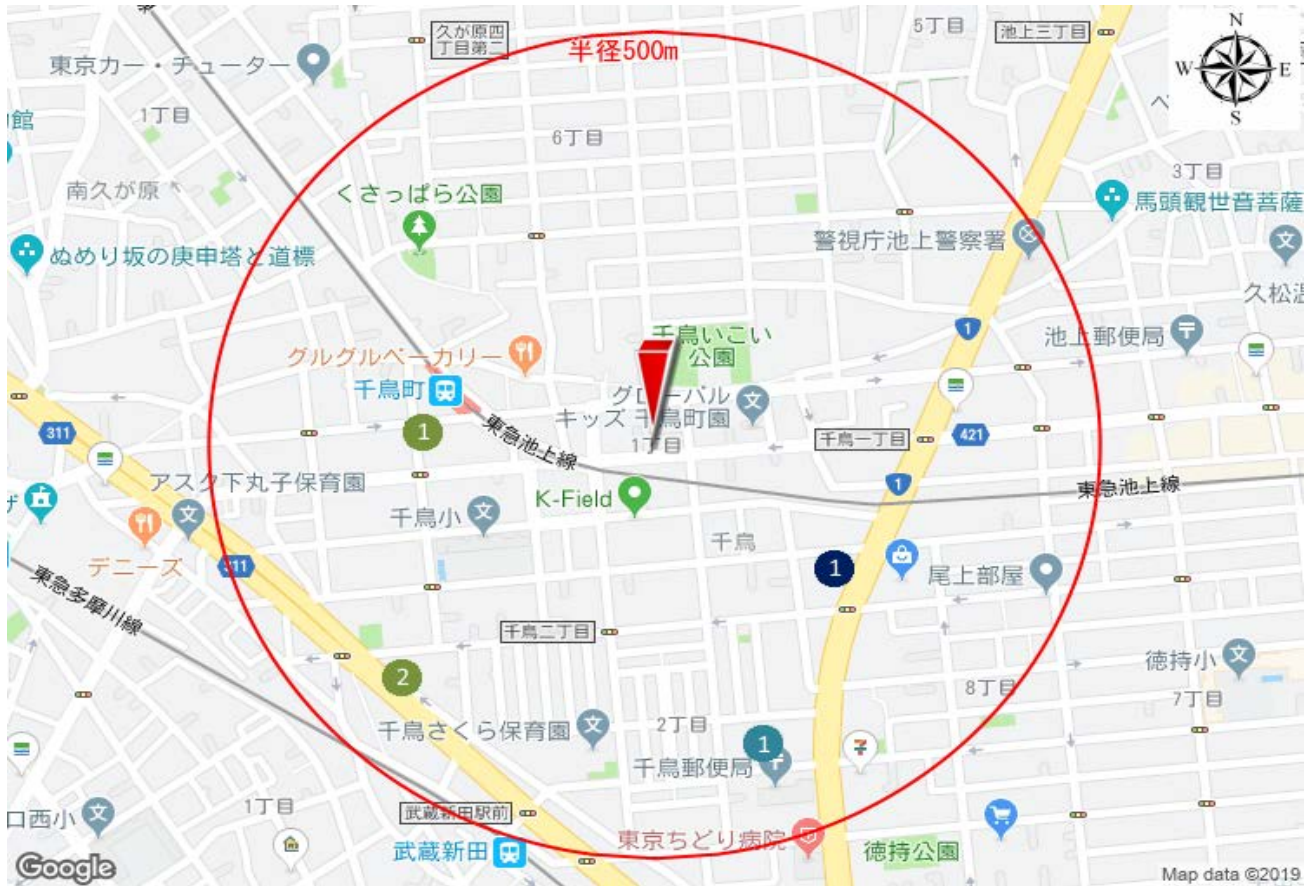 久が原四
丁目第二
5丁目
池上三丁目
N
W
E
S
半径500m
東京カー・チューター
1丁目
館
6丁目
3丁目
南久が原
くさっぱら公園
馬頭観世音菩薩
警視庁池上警察署
ぬめり坂の庚申塔と道標
久松温
1
池上郵便局
千鳥いこい
公園
グルグルベーカリー
千鳥町
グローバル
キッズ 千鳥町園
1
311
東急池上線
1丁目
千鳥一丁目
421
アスク下丸子保育園
K-Field
1
東急池上線
千鳥小
千鳥
デニーズ
311
1
尾上部屋
東急多摩川線
千鳥二丁目
徳持小
2
8丁目
7丁目
千鳥さくら保育園
2丁目
1
千鳥郵便局
7
1丁目
武蔵新田駅前
口西小
東京ちどり病院
武蔵新田
徳持公園
Google
Map data ©2019